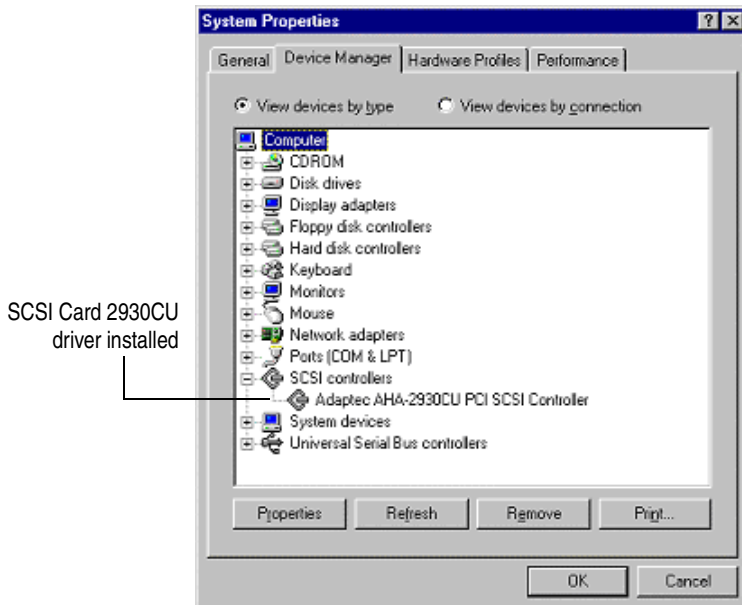 System Properties
General Device Manager Hardware Profiles Performance
View devices by type View devices by connection
Computer
CDROM
Disk drives
Display adapters
Floppy disk controllers
Hard disk controllers
Keyboard
Monitors
Mouse
Network adapters
Ports (COM & LPT)
SCSI controllers
Adaptec AHA-2930CU PCI SCSI Controller
System devices
Universal Serial Bus controllers
SCSI Card 2930CU
driver installed
Properties Refresh Remove Print...
OK Cancel